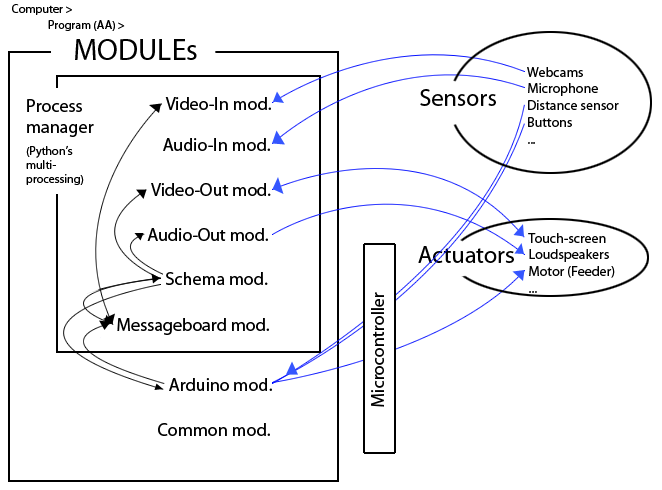 Computer >
Program (AA) >
MODULEs
Process
manager
(Python's
multi-
processing)
Video-In mod.
Audio-In mod.
Video-Out mod.
Audio-Out mod.
Schema mod.
Messageboard mod.
Arduino mod.
Common mod.
Microcontroller
Sensors
Webcams
Microphone
Distance sensor
Buttons
...
Actuators
Touch-screen
Loudspeakers
Motor (Feeder)
...